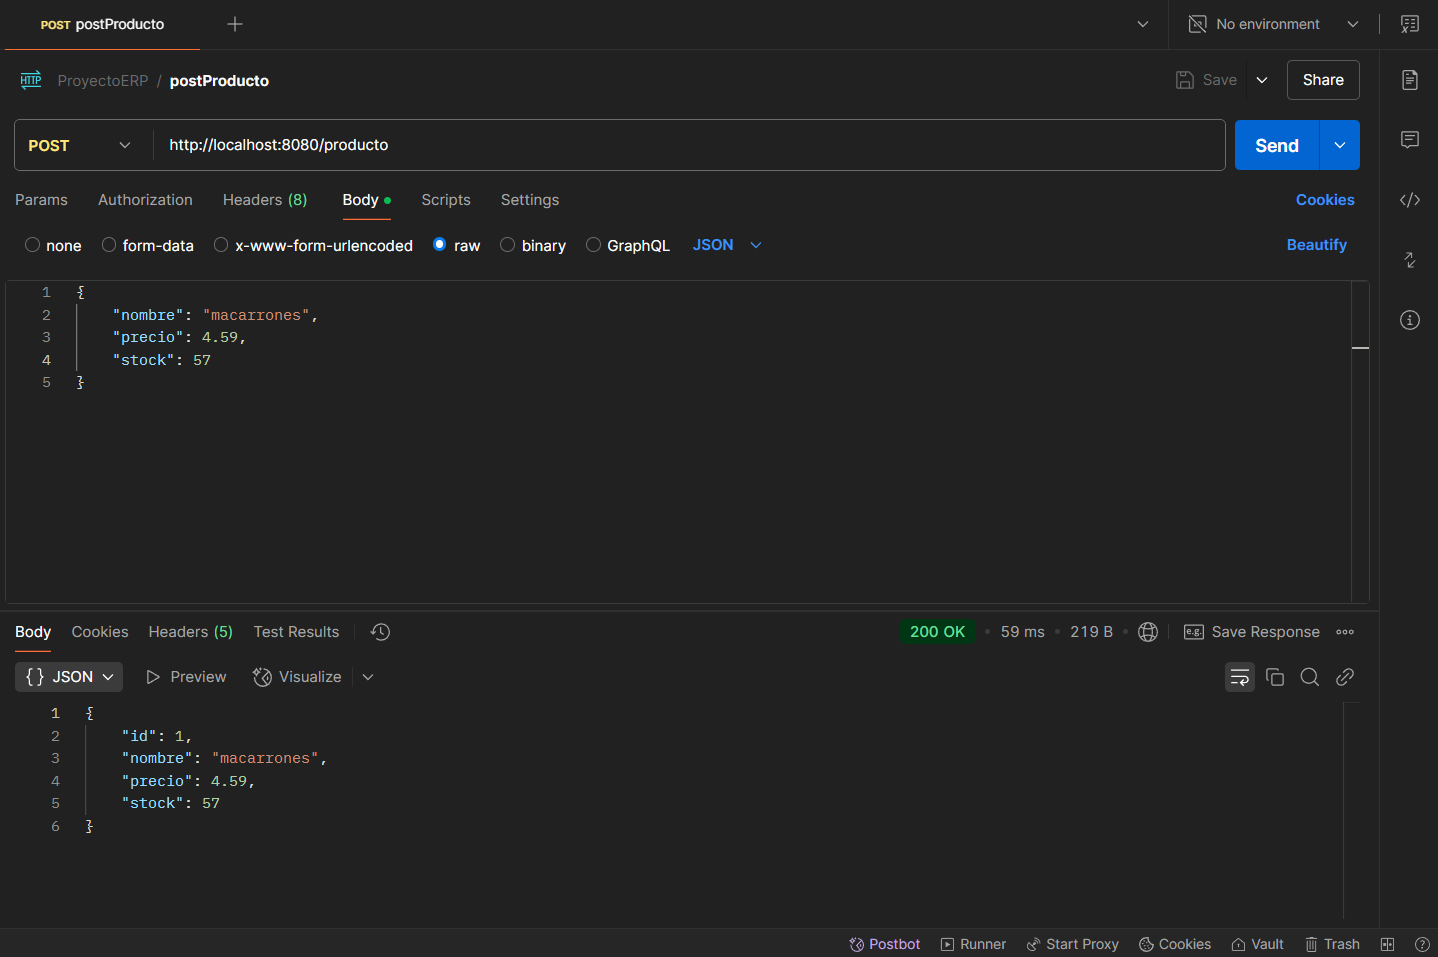 POST postProducto
No environment
HTTP ProyectoERP / postProducto
Save Share
POST http://localhost:8080/producto Send
Params Authorization Headers (8) Body Scripts Settings Cookies
none form-data x-www-form-urlencoded raw binary GraphQL JSON Beautify
1 {
2 "nombre": "macarrones",
3 "precio": 4.59,
4 "stock": 57
5 }
Body Cookies Headers (5) Test Results 200 OK • 59 ms • 219 B • e.g. Save Response
{} JSON Preview Visualize
1 {
2 "id": 1,
3 "nombre": "macarrones",
4 "precio": 4.59,
5 "stock": 57
6 }
Postbot Runner Start Proxy Cookies Vault Trash